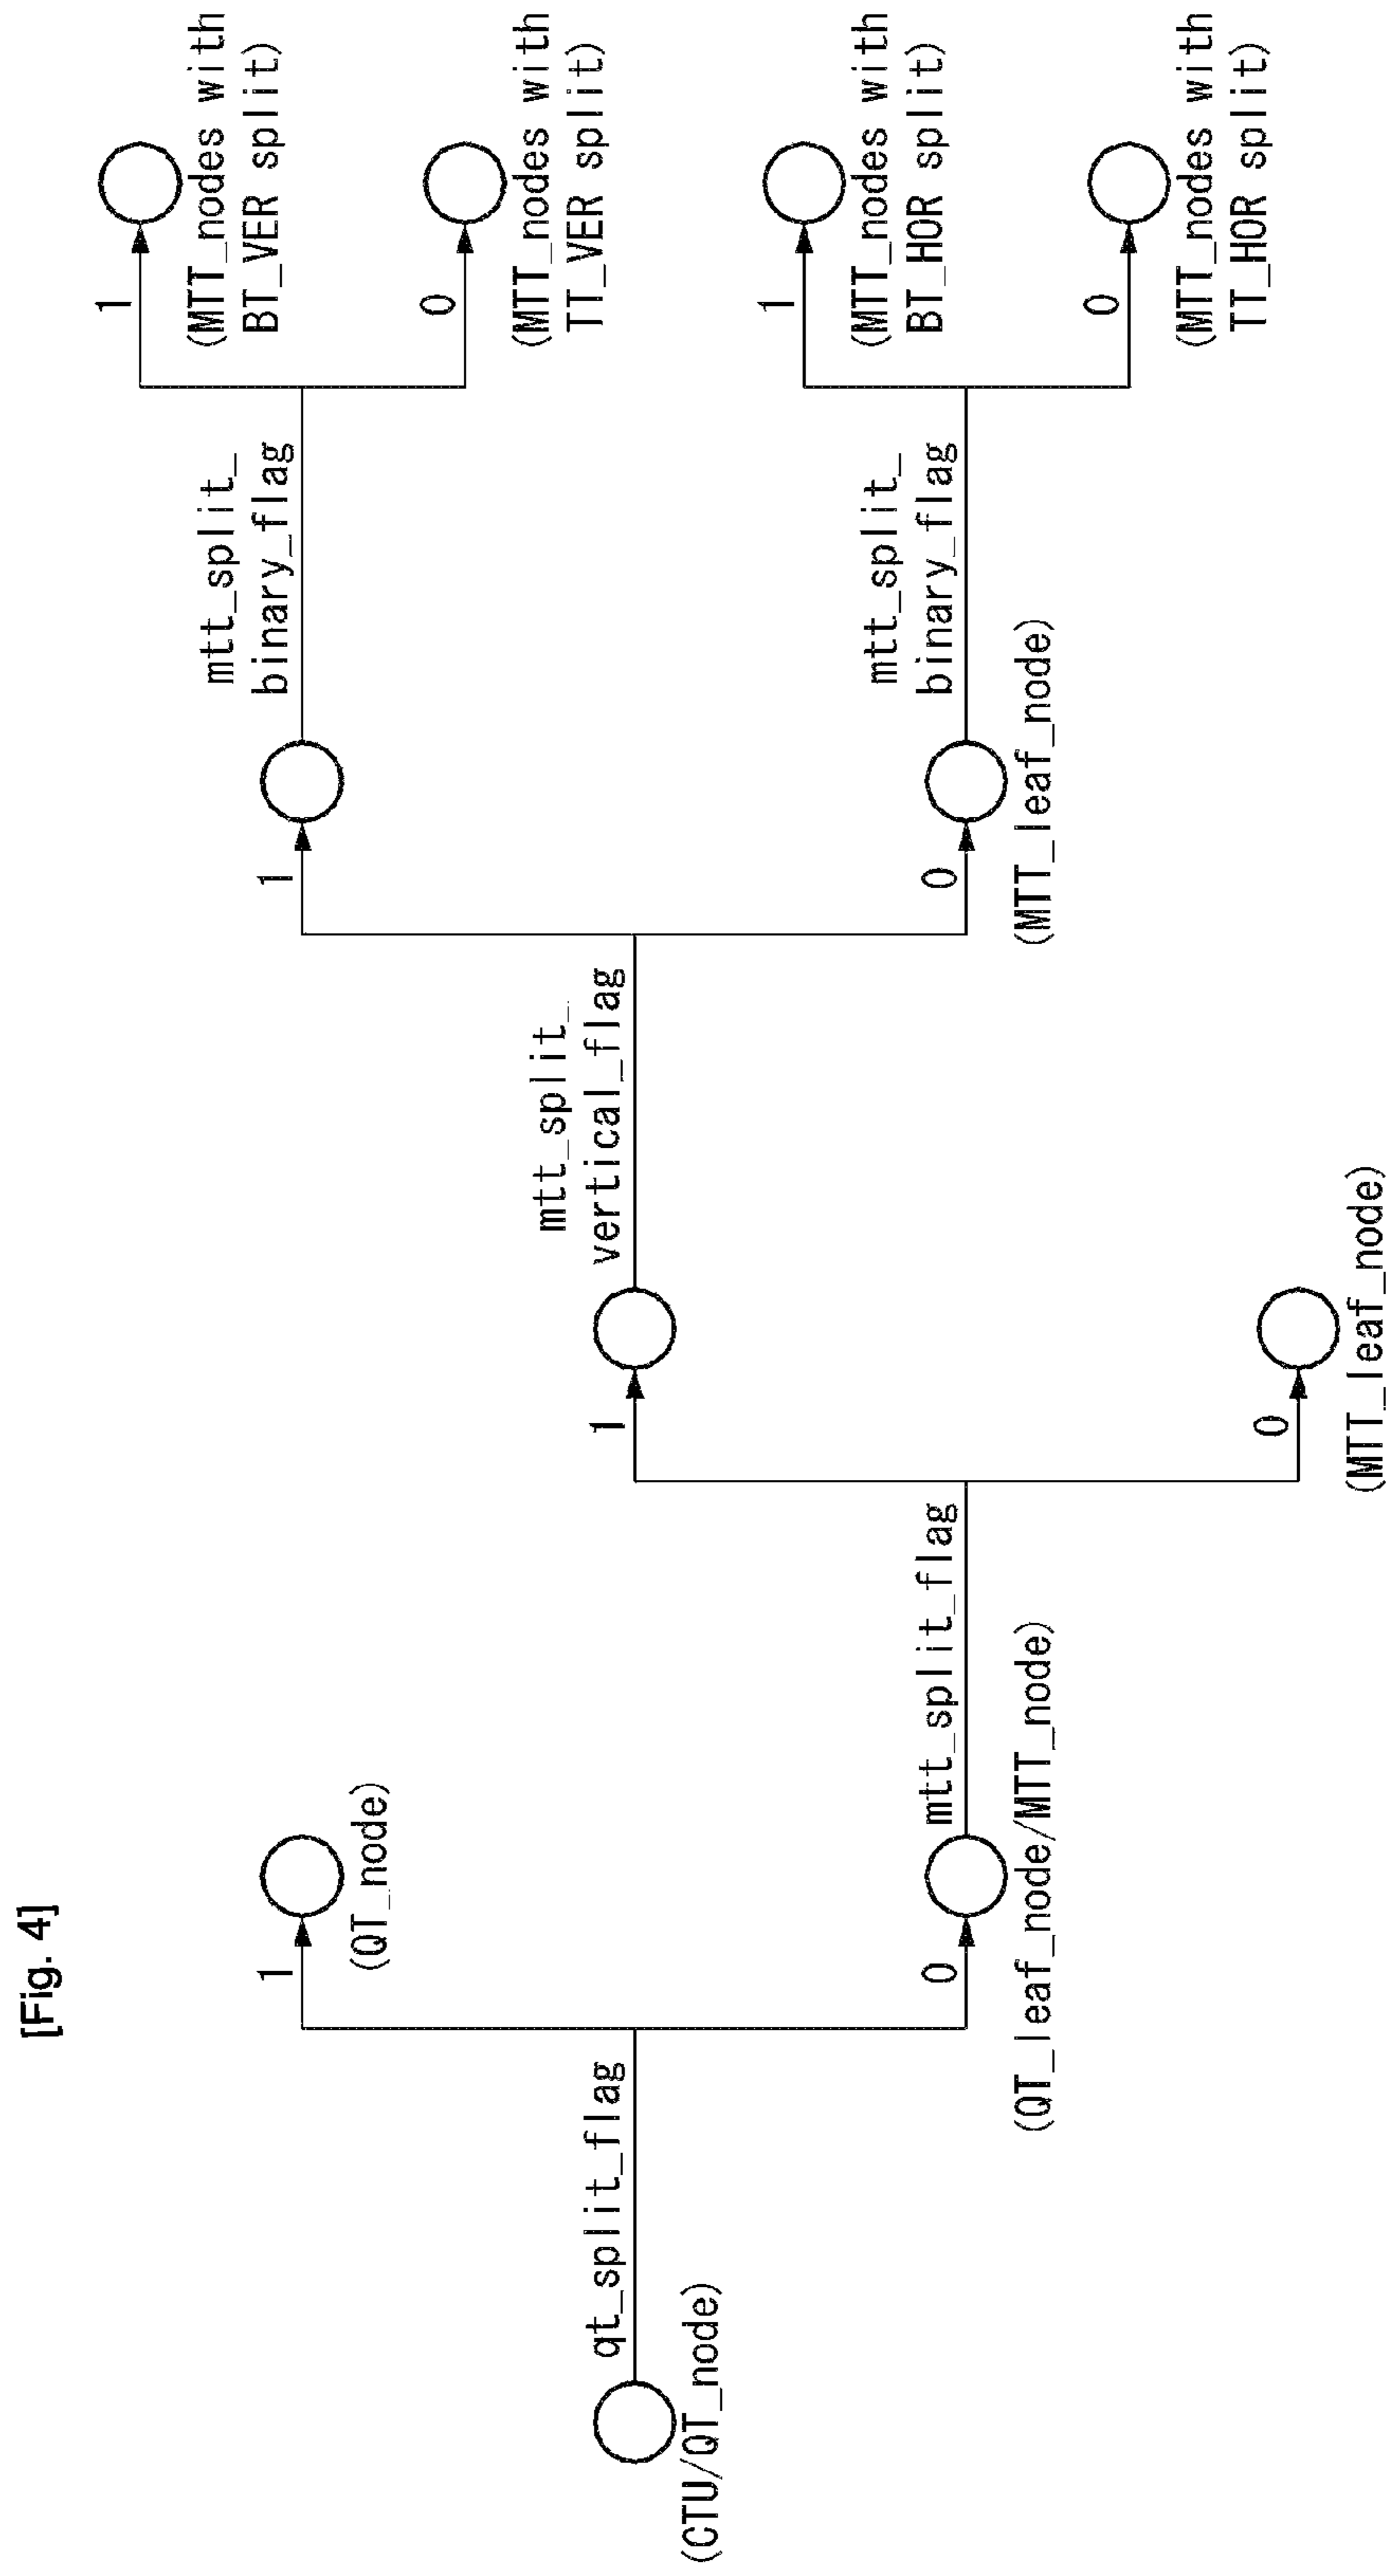 [Fig. 4]
(CTU/QT_node)
qt_split_flag
1
(QT_node)
0
(QT_leaf_node/MTT_node)
mtt_split_flag
1
0
(MTT_leaf_node)
mtt_split_
vertical_flag
1
0
(MTT_leaf_node)
mtt_split_
binary_flag
1
(MTT_nodes with
BT_VER split)
0
(MTT_nodes with
TT_VER split)
mtt_split_
binary_flag
1
(MTT_nodes with
BT_HOR split)
0
(MTT_nodes with
TT_HOR split)